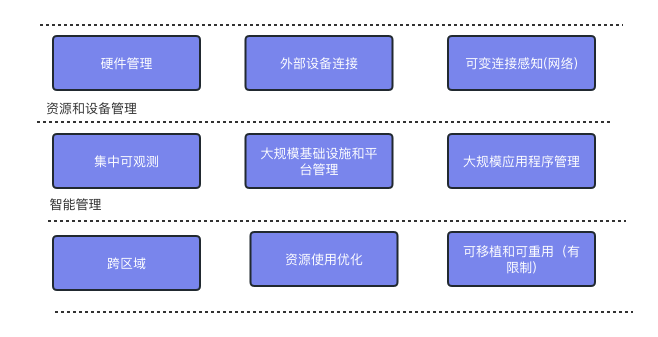 硬件管理
外部设备连接
可变连接感知(网络)
资源和设备管理
集中可观测
大规模基础设施和平
台管理
大规模应用程序管理
智能管理
跨区域
资源使用优化
可移植和可重用（有
限制）